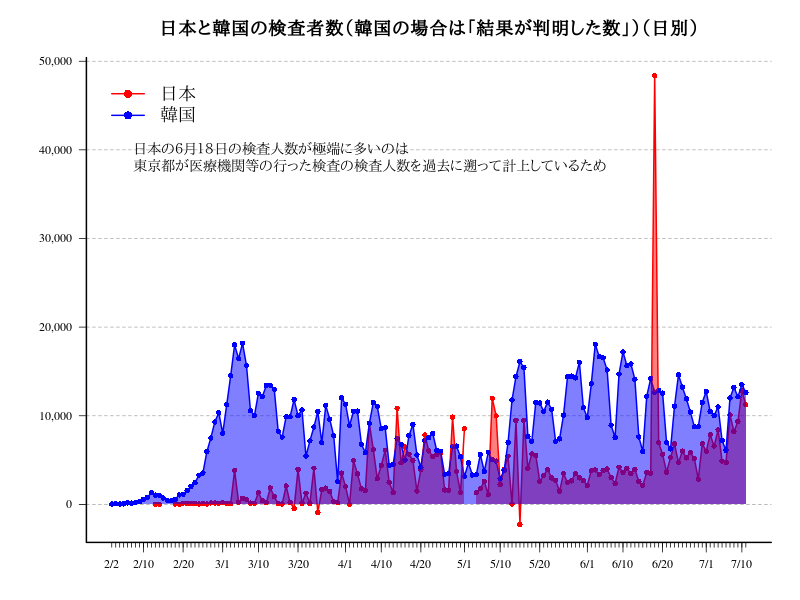 日本と韓国の検査者数(韓国の場合は「結果が判明した数」)(日別)
50,000
40,000
30,000
20,000
10,000
0
日本
韓国
日本の6月18日の検査人数が極端に多いのは
東京都が医療機関等の行った検査の検査人数を過去に遡って計上しているため
2/2 2/10 2/20 3/1 3/10 3/20 4/1 4/10 4/20 5/1 5/10 5/20 6/1 6/10 6/20 7/1 7/10